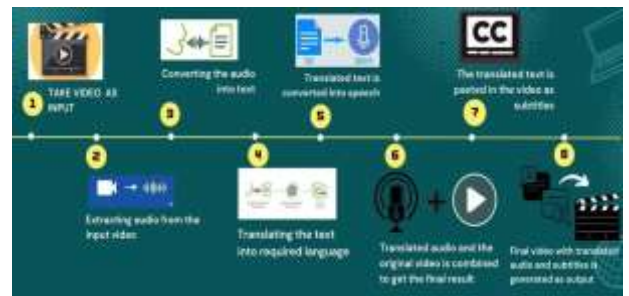 1
TAKE VIDEO AS
INPUT
2
Extracting audio from the
input video
3
Converting the audio
into text
4
Translating the text
into required language
5
Translated text is
converted into speech
6
Translated audio and the
original video is combined
to get the final result
CC
7
The translated text is
pasted in the video as
subtitles
8
Final video with translated
audio and subtitles is
generated as output